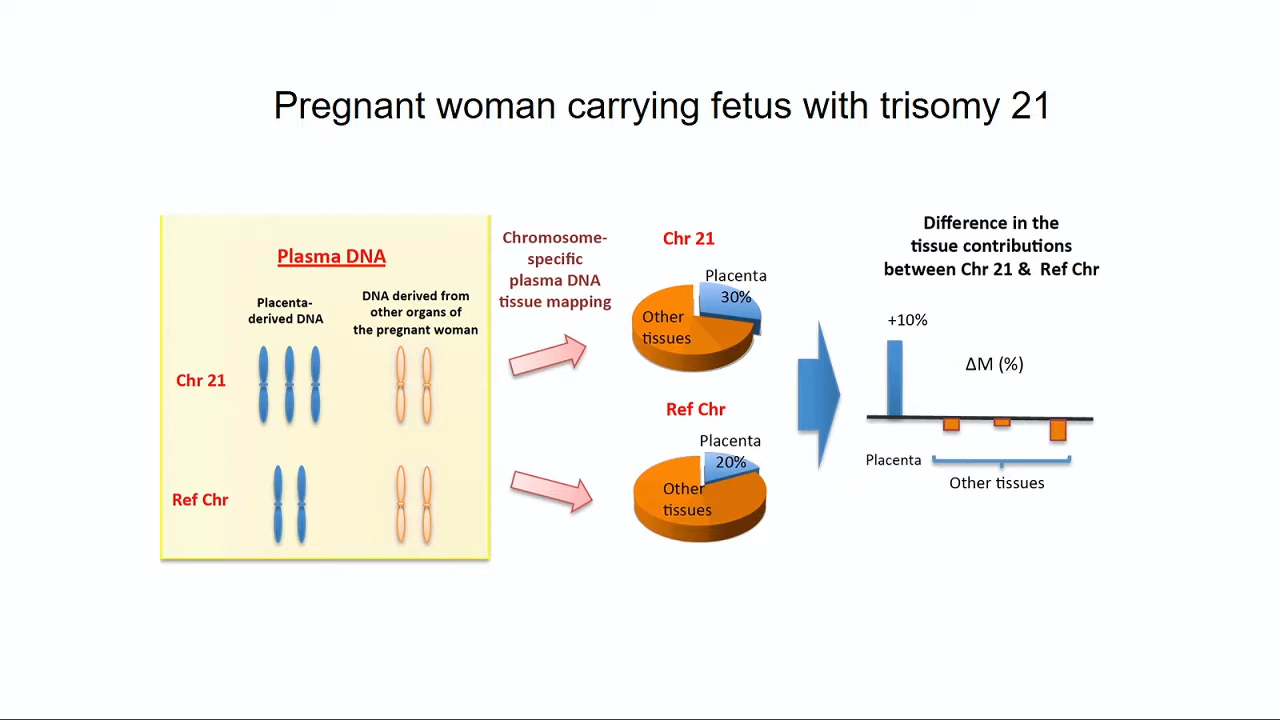 Pregnant woman carrying fetus with trisomy 21
Plasma DNA
Placenta-
derived DNA
DNA derived from
other organs of
the pregnant woman
Chr 21
Ref Chr
Chromosome-
specific
plasma DNA
tissue mapping
Chr 21
Placenta
30%
Other
tissues
Ref Chr
Placenta
20%
Other
tissues
Difference in the
tissue contributions
between Chr 21 & Ref Chr
+10%
ΔM (%)
Placenta
Other tissues